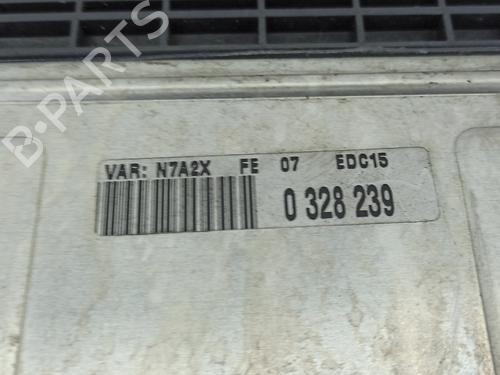 B-PARTS
VAR: N7A2X FE 07 EDC15
0 328 239